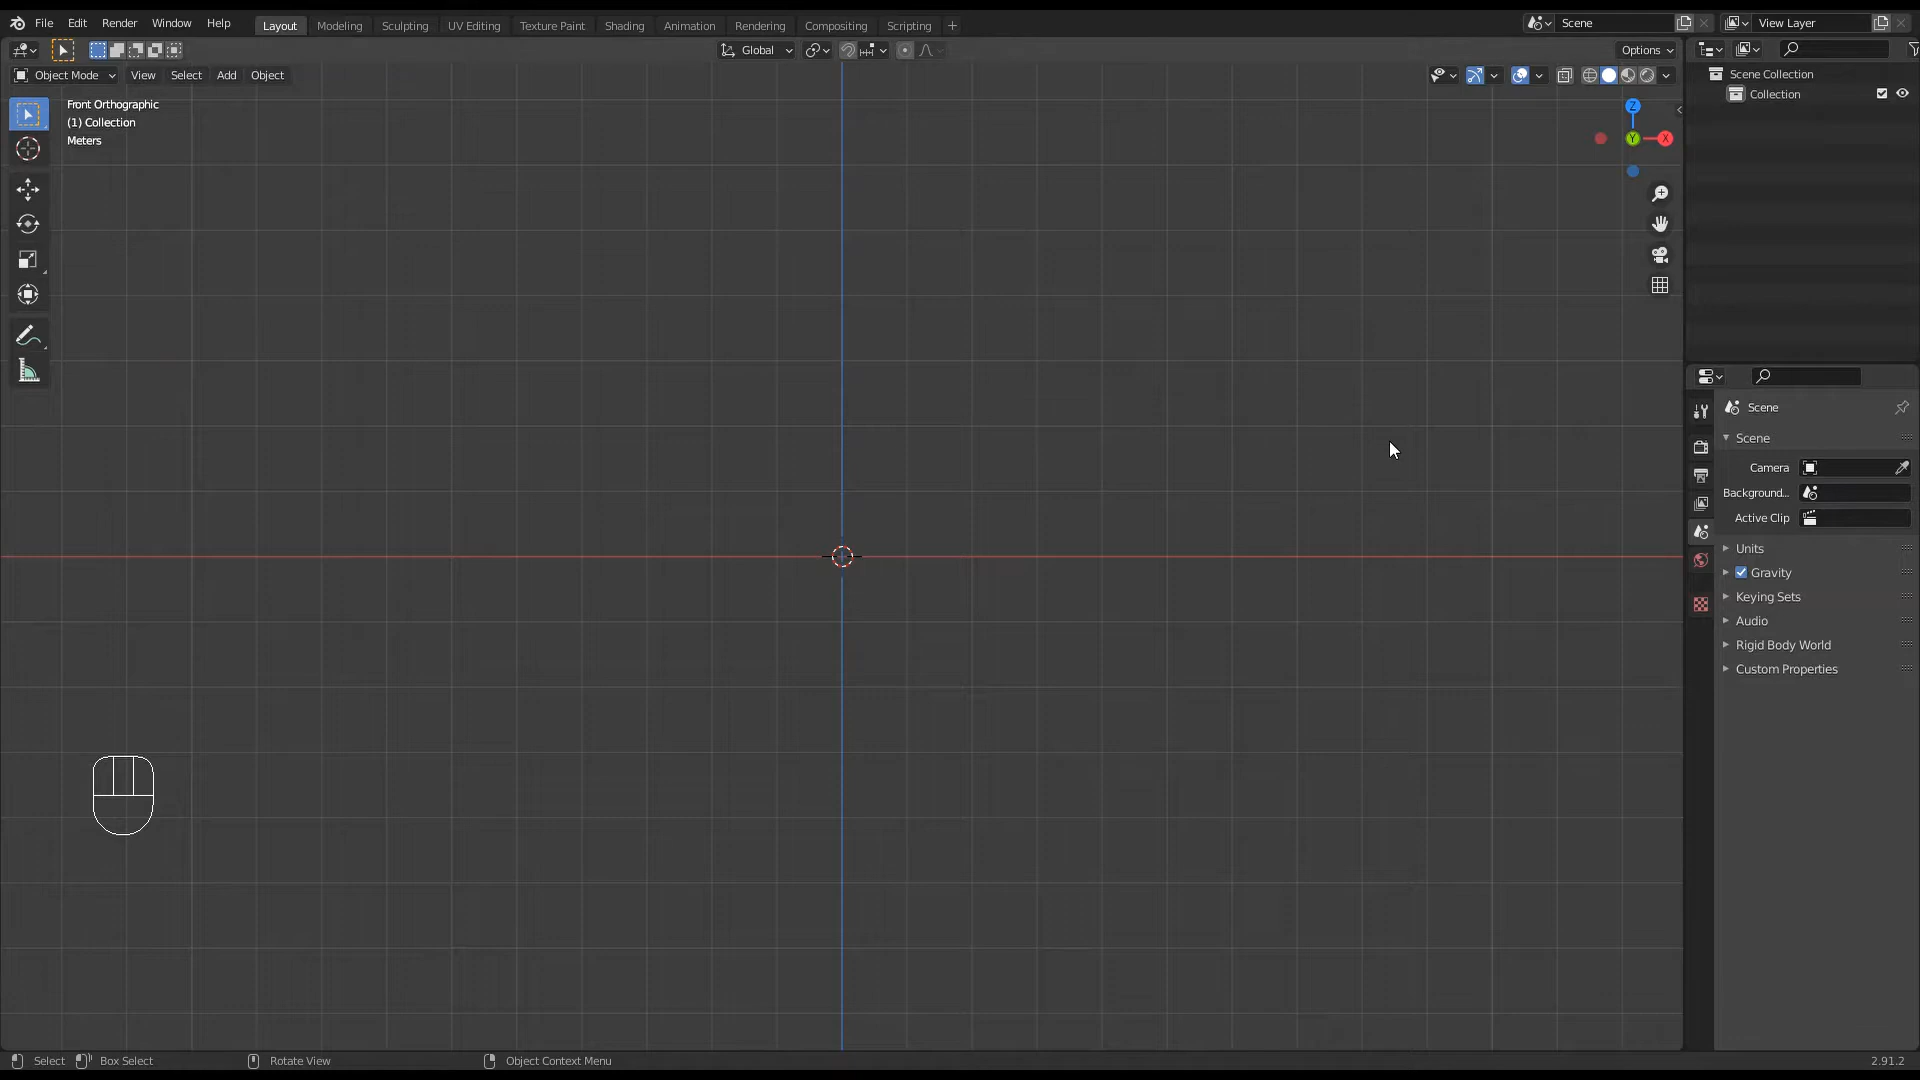 File Edit Render Window Help Layout Modeling Sculpting UV Editing Texture Paint Shading Animation Rendering Compositing Scripting + Scene View Layer
Global Options
Object Mode View Select Add Object
Front Orthographic
(1) Collection
Meters
Z
Y
X
Scene Collection
Collection
Scene
Scene
Camera
Background...
Active Clip
Units
Gravity
Keying Sets
Audio
Rigid Body World
Custom Properties
Select Box Select Rotate View Object Context Menu 2.91.2